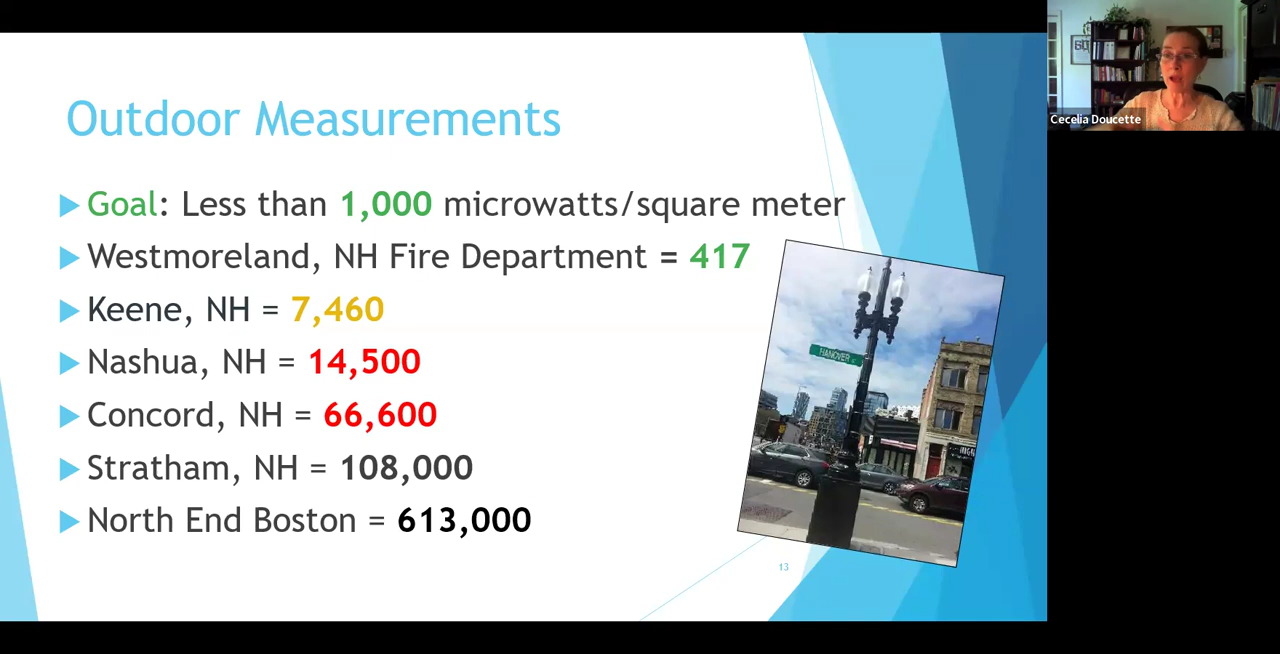 Outdoor Measurements
Goal: Less than 1,000 microwatts/square meter
Westmoreland, NH Fire Department = 417
Keene, NH = 7,460
Nashua, NH = 14,500
Concord, NH = 66,600
Stratham, NH = 108,000
North End Boston = 613,000
HANOVER
13
Cecelia Doucette